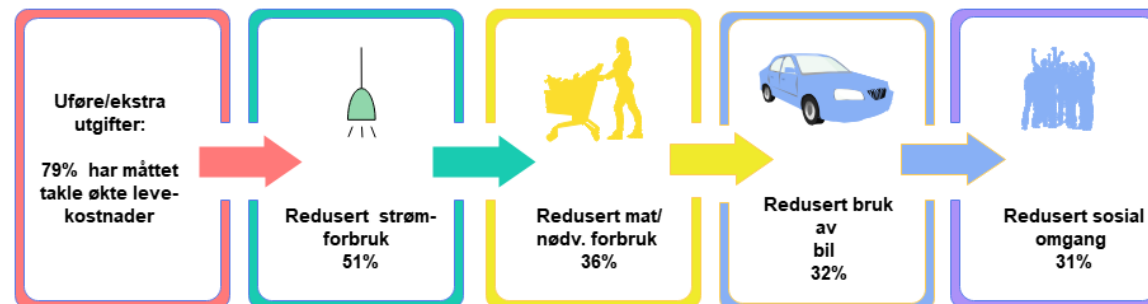 Uføre/ekstra
utgifter:
79% har måttet
takle økte leve-
kostnader
Redusert strøm-
forbruk
51%
Redusert mat/
nødv. forbruk
36%
Redusert bruk
av
bil
32%
Redusert sosial
omgang
31%